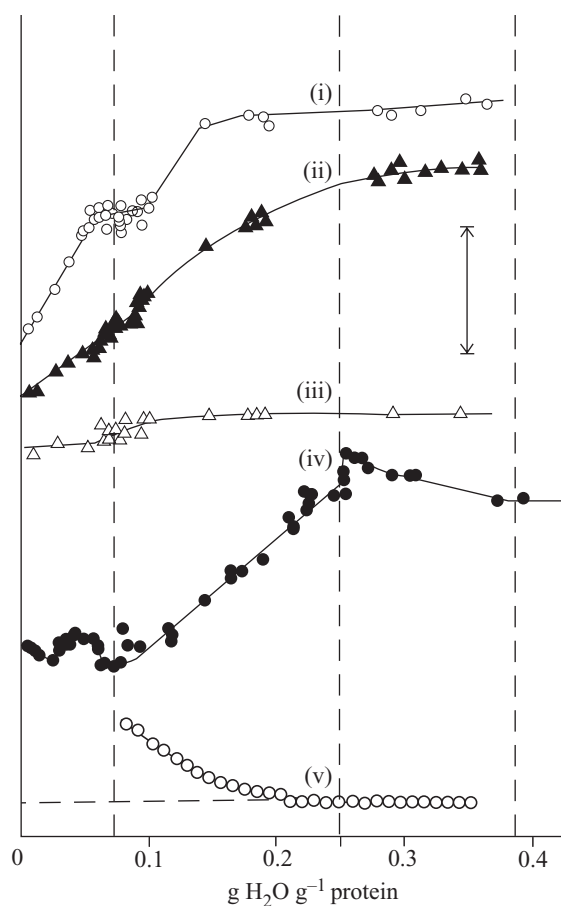 (i)
(ii)
(iii)
(iv)
(v)
0 0.1 0.2 0.3 0.4
g H₂O g⁻¹ protein